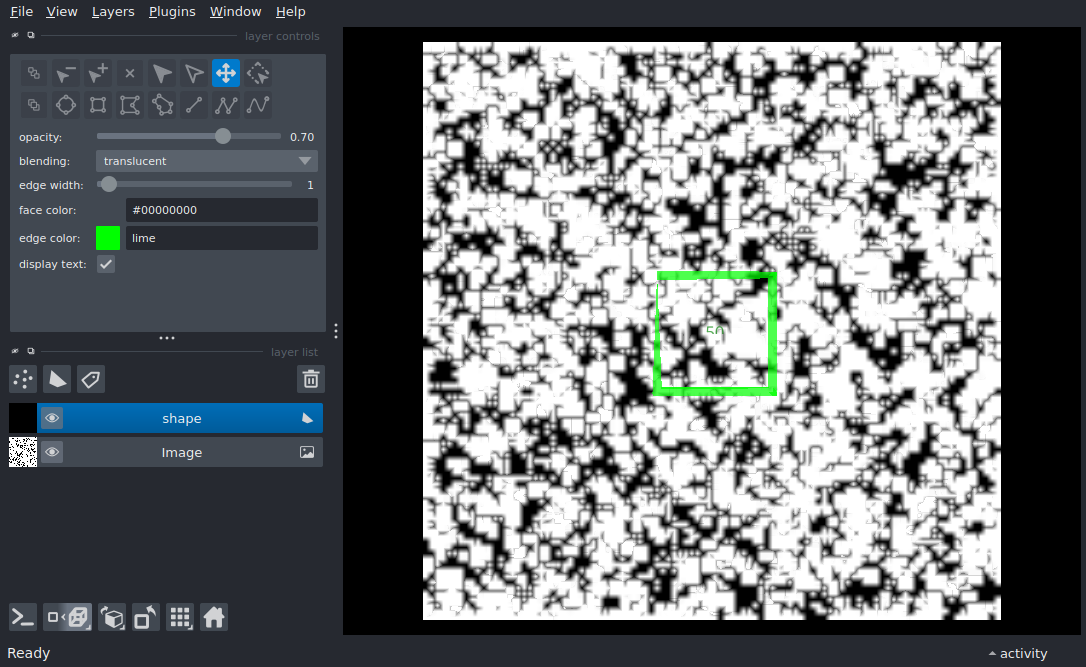 File View Layers Plugins Window Help
layer controls
opacity: 0.70
blending: translucent
edge width: 1
face color: #00000000
edge color: lime
display text:
layer list
shape
Image
50
Ready
activity